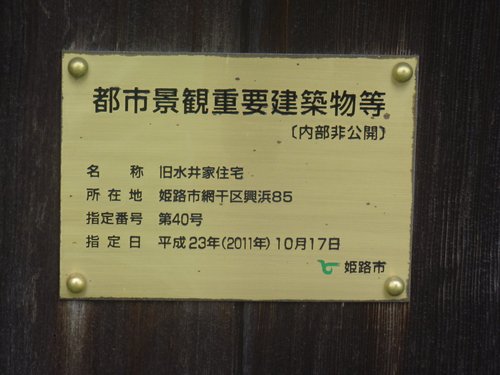 都市景観重要建築物等
〔内部非公開〕
名称 旧水井家住宅
所在地 姫路市網干区興浜85
指定番号 第40号
指定日 平成23年(2011年)10月17日
姫路市